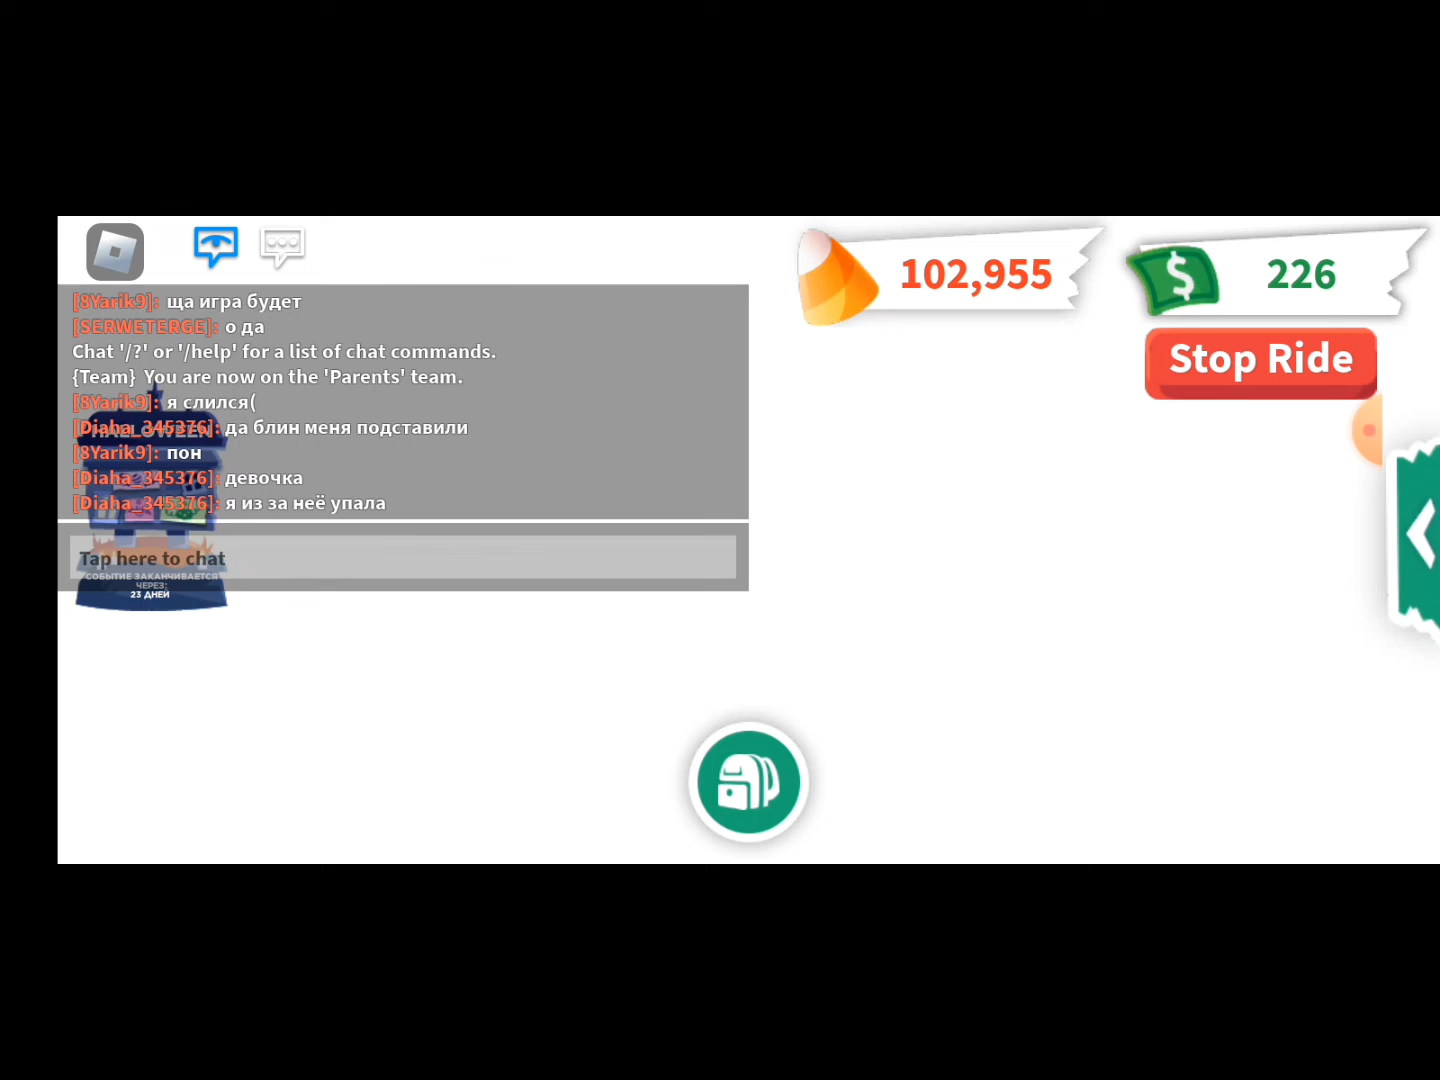 102,955
226
Stop Ride
[8Yarik9]: ща игра будет
[SERWETERGE]: о да
Chat '/?' or '/help' for a list of chat commands.
{Team} You are now on the 'Parents' team.
[8Yarik9]: я слился(
[Diaha_345376]: да блин меня подставили
HALLOWEEN
[8Yarik9]: пон
[Diaha_345376]: девочка
[Diaha_345376]: я из за неё упала
Tap here to chat
СОБЫТИЕ ЗАКАНЧИВАЕТСЯ
ЧЕРЕЗ:
23 ДНЕЙ